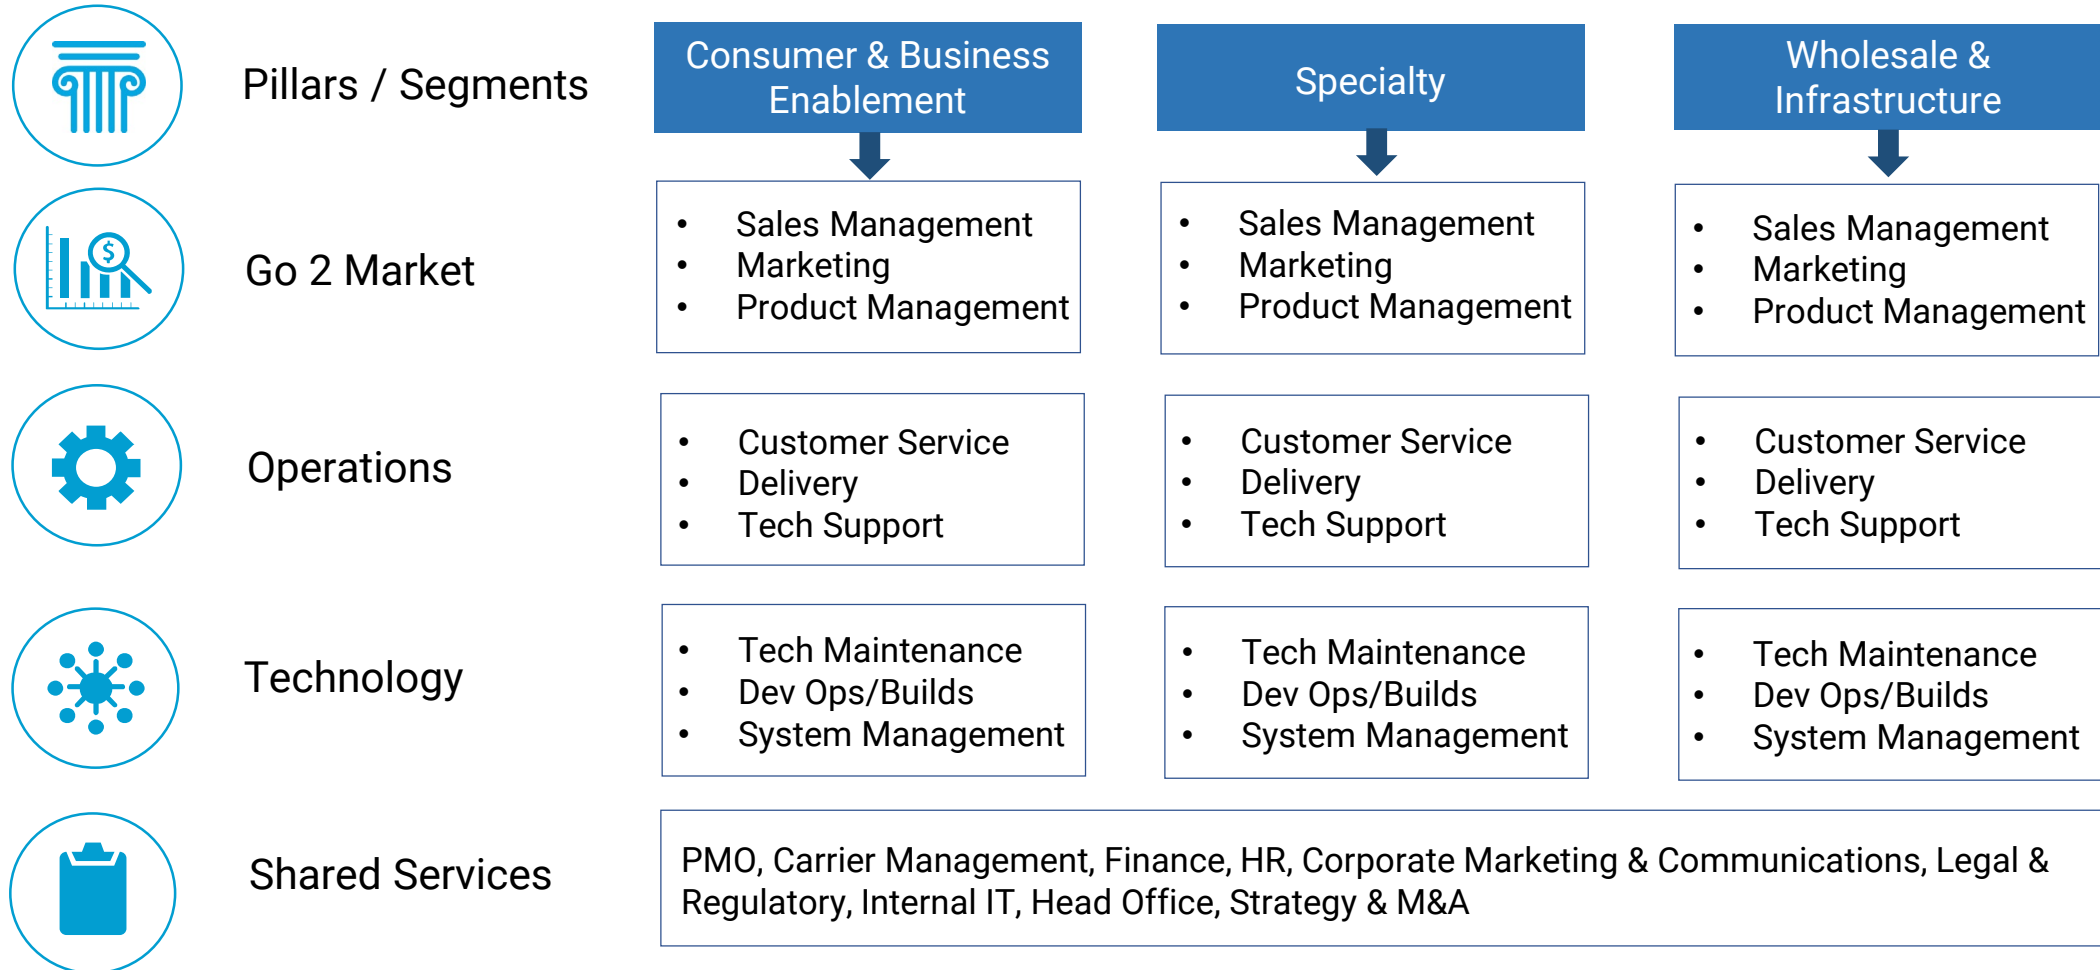 Pillars / Segments
Consumer & Business
Enablement
Specialty
Wholesale &
Infrastructure
Go 2 Market
$
• Sales Management
• Marketing
• Product Management
• Sales Management
• Marketing
• Product Management
• Sales Management
• Marketing
• Product Management
Operations
• Customer Service
• Delivery
• Tech Support
• Customer Service
• Delivery
• Tech Support
• Customer Service
• Delivery
• Tech Support
Technology
• Tech Maintenance
• Dev Ops/Builds
• System Management
• Tech Maintenance
• Dev Ops/Builds
• System Management
• Tech Maintenance
• Dev Ops/Builds
• System Management
Shared Services
PMO, Carrier Management, Finance, HR, Corporate Marketing & Communications, Legal &
Regulatory, Internal IT, Head Office, Strategy & M&A